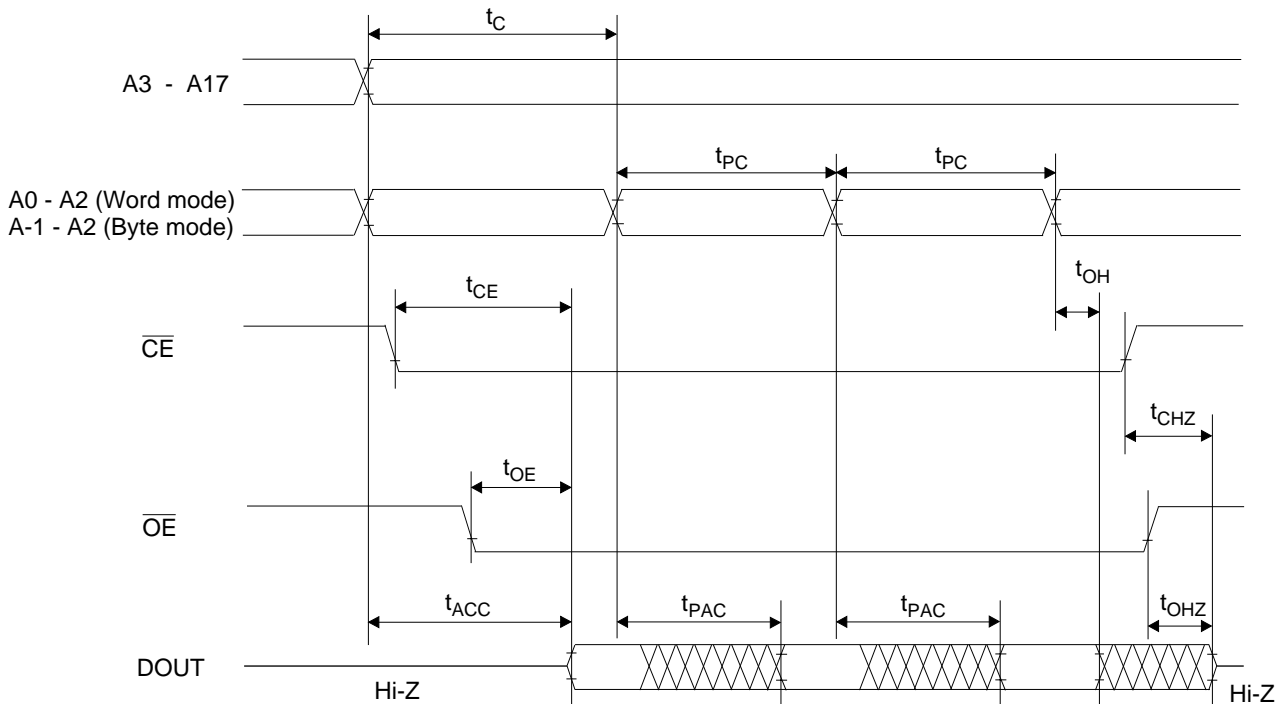 tC
A3 - A17
tPC
tPC
A0 - A2 (Word mode)
A-1 - A2 (Byte mode)
tOH
tCE
CE
tCHZ
tOE
OE
tACC
tPAC
tPAC
tOHZ
DOUT
Hi-Z
Hi-Z